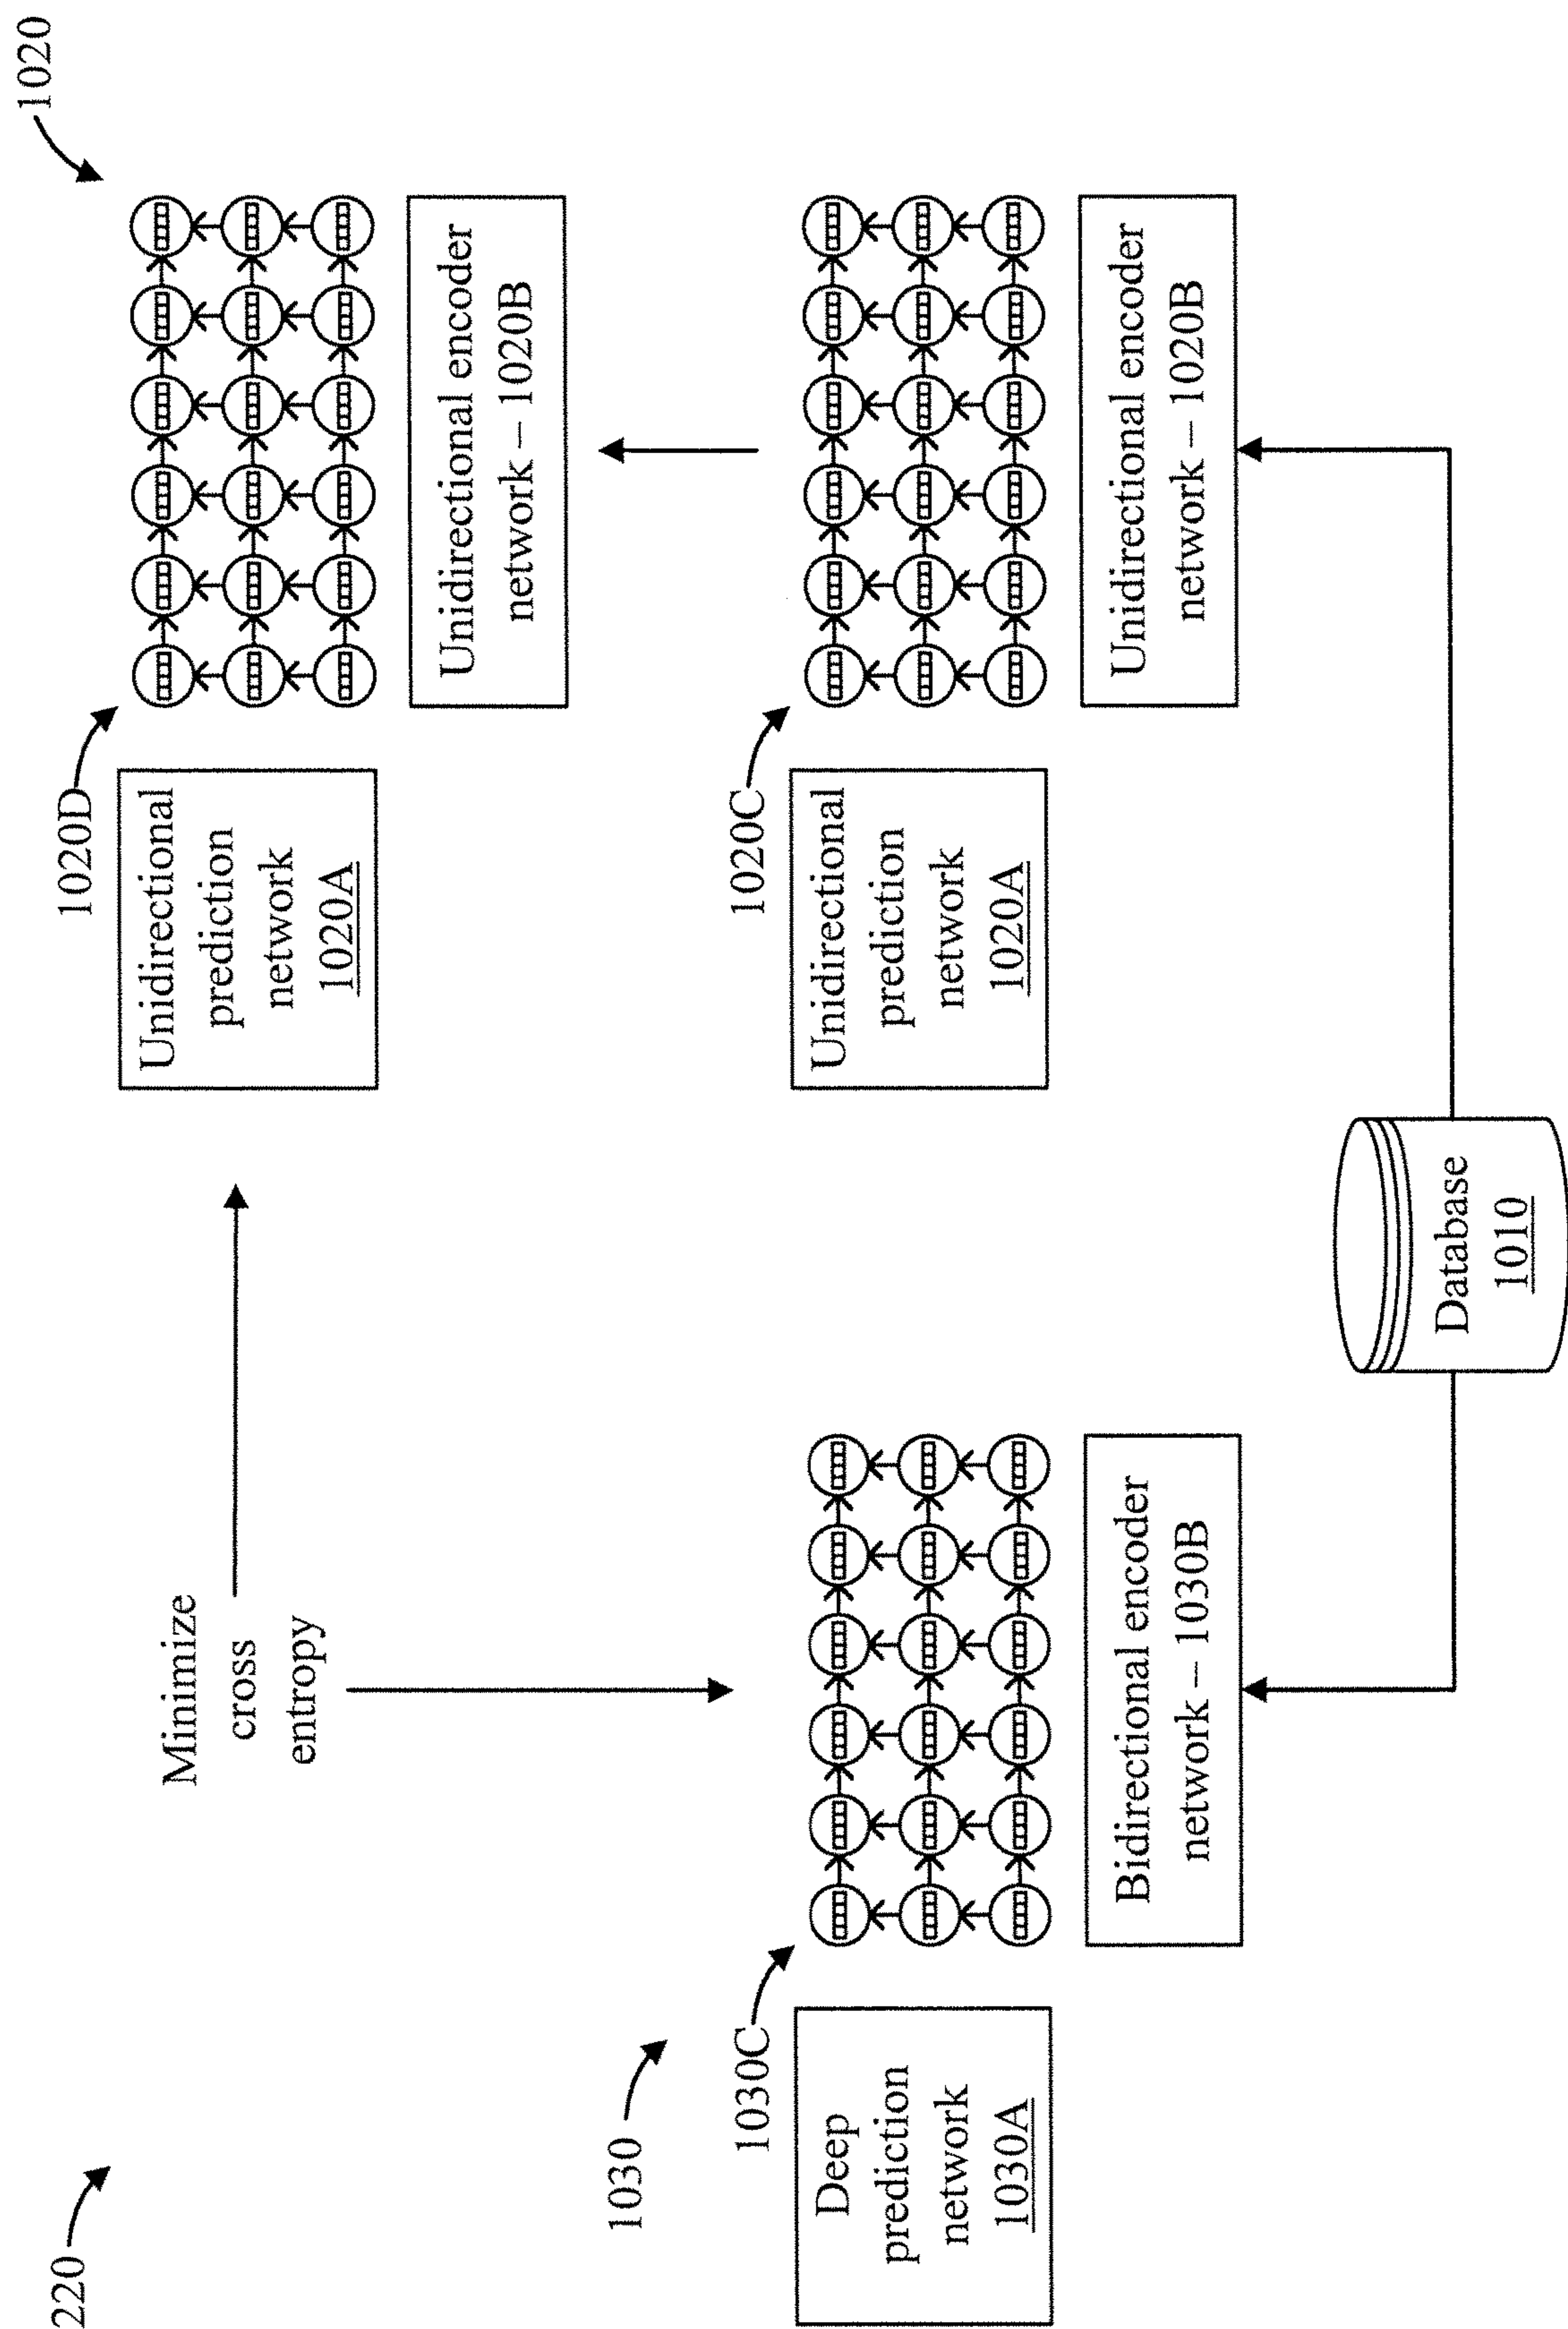 220
1030
Minimize
cross
entropy
1020
1020D
Unidirectional
prediction
network
1020A
Unidirectional encoder
network – 1020B
1030C
Deep
prediction
network
1030A
Bidirectional encoder
network – 1030B
1020C
Unidirectional
prediction
network
1020A
Unidirectional encoder
network – 1020B
Database
1010